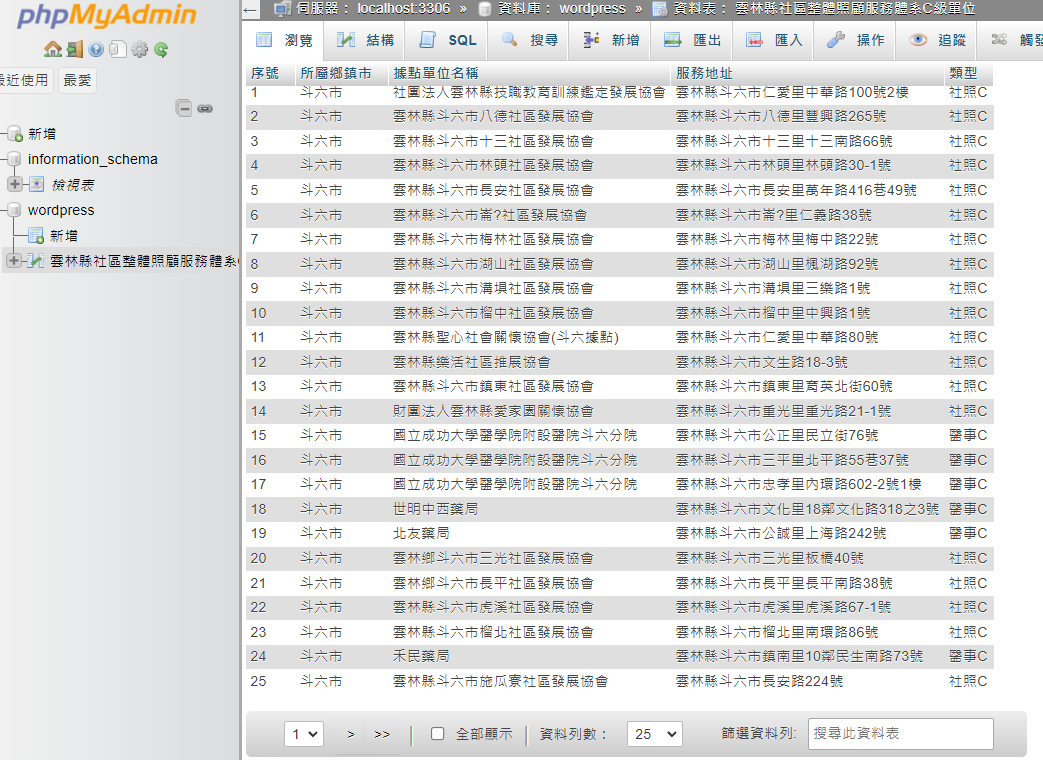 phpMyAdmin
最近使用 最愛
新增
information_schema
檢視表
wordpress
新增
雲林縣社區整體照顧服務體系
伺服器： localhost:3306 » 資料庫： wordpress » 資料表： 雲林縣社區整體照顧服務體系C級單位
瀏覽 結構 SQL 搜尋 新增 匯出 匯入 操作 追蹤 觸發
序號 所屬鄉鎮市 據點單位名稱 服務地址 類型
1 斗六市 社團法人雲林縣技職教育訓練鑑定發展協會 雲林縣斗六市仁愛里中華路100號2樓 社照C
2 斗六市 雲林縣斗六市八德社區發展協會 雲林縣斗六市八德里豐興路265號 社照C
3 斗六市 雲林縣斗六市十三社區發展協會 雲林縣斗六市十三里十三南路66號 社照C
4 斗六市 雲林縣斗六市林頭社區發展協會 雲林縣斗六市林頭里林頭路30-1號 社照C
5 斗六市 雲林縣斗六市長安社區發展協會 雲林縣斗六市長安里萬年路416巷49號 社照C
6 斗六市 雲林縣斗六市崙?社區發展協會 雲林縣斗六市崙?里仁義路38號 社照C
7 斗六市 雲林縣斗六市梅林社區發展協會 雲林縣斗六市梅林里梅中路22號 社照C
8 斗六市 雲林縣斗六市湖山社區發展協會 雲林縣斗六市湖山里楓湖路92號 社照C
9 斗六市 雲林縣斗六市溝埧社區發展協會 雲林縣斗六市溝埧里三樂路1號 社照C
10 斗六市 雲林縣斗六市榴中社區發展協會 雲林縣斗六市榴中里中興路1號 社照C
11 斗六市 雲林縣聖心社會關懷協會(斗六據點) 雲林縣斗六市仁愛里中華路80號 社照C
12 斗六市 雲林縣樂活社區推展協會 雲林縣斗六市文生路18-3號 社照C
13 斗六市 雲林縣斗六市鎮東社區發展協會 雲林縣斗六市鎮東里育英北街60號 社照C
14 斗六市 財團法人雲林縣愛家園關懷協會 雲林縣斗六市重光里重光路21-1號 社照C
15 斗六市 國立成功大學醫學院附設醫院斗六分院 雲林縣斗六市公正里民立街76號 醫事C
16 斗六市 國立成功大學醫學院附設醫院斗六分院 雲林縣斗六市三平里北平路55巷37號 醫事C
17 斗六市 國立成功大學醫學院附設醫院斗六分院 雲林縣斗六市忠孝里內環路602-2號1樓 醫事C
18 斗六市 世明中西藥局 雲林縣斗六市文化里18鄰文化路318之3號 醫事C
19 斗六市 北友藥局 雲林縣斗六市公誠里上海路242號 醫事C
20 斗六市 雲林鄉斗六市三光社區發展協會 雲林縣斗六市三光里板橋40號 社照C
21 斗六市 雲林鄉斗六市長平社區發展協會 雲林縣斗六市長平里長平南路38號 社照C
22 斗六市 雲林縣斗六市虎溪社區發展協會 雲林縣斗六市虎溪里虎溪路67-1號 社照C
23 斗六市 雲林縣斗六市榴北社區發展協會 雲林縣斗六市榴北里南環路86號 社照C
24 斗六市 禾民藥局 雲林縣斗六市鎮南里10鄰民生南路73號 醫事C
25 斗六市 雲林縣斗六市施瓜寮社區發展協會 雲林縣斗六市長安路224號 社照C
1 > >> 全部顯示 資料列數： 25 篩選資料列: 搜尋此資料表